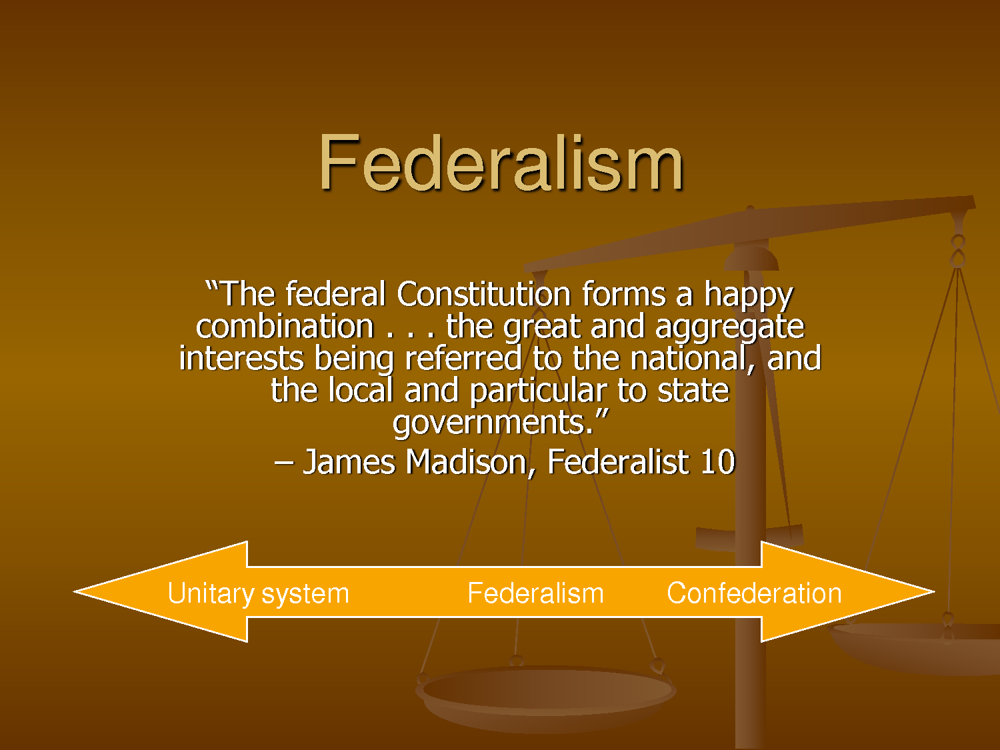 Federalism
“The federal Constitution forms a happy
combination . . . the great and aggregate
interests being referred to the national, and
the local and particular to state
governments.”
– James Madison, Federalist 10
Unitary system Federalism Confederation